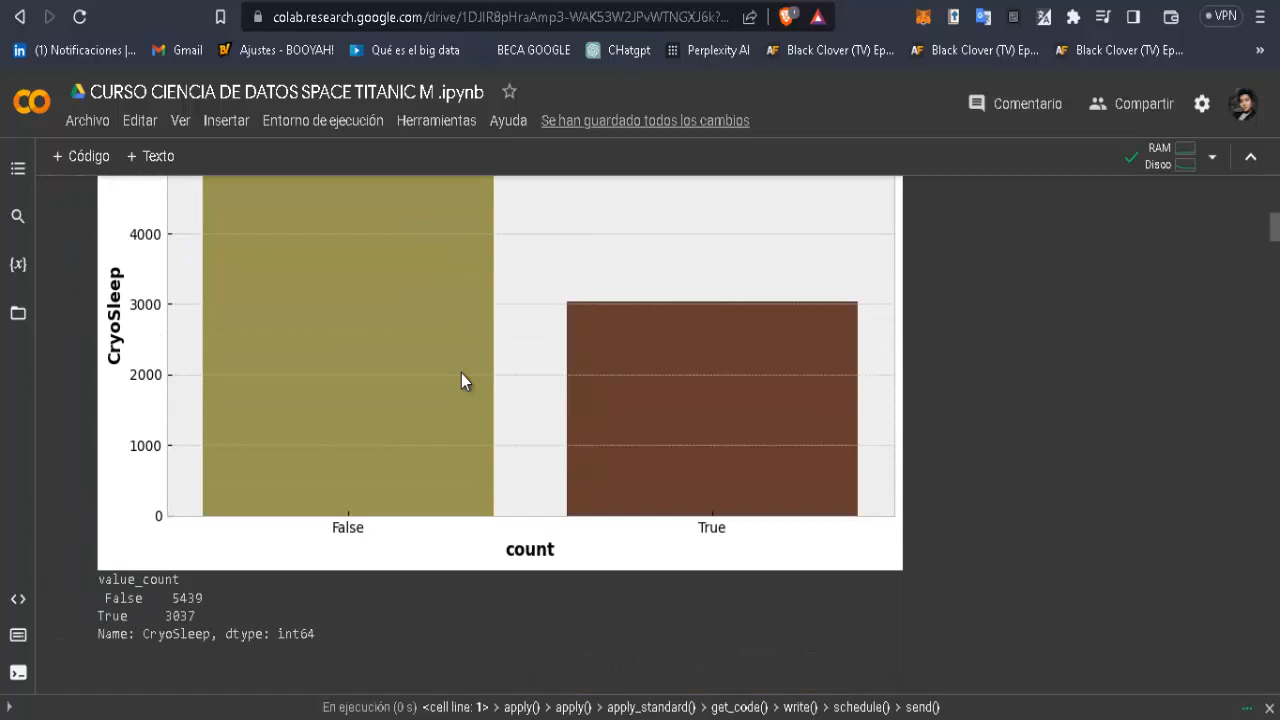 colab.research.google.com/drive/1DJIR8pHraAmp3-WAK53W2JPvWTNGXJ6k?...
VPN
(1) Notificaciones |...
Gmail
Ajustes - BOOYAH!
Qué es el big data
BECA GOOGLE
CHatgpt
Perplexity AI
Black Clover (TV) Ep...
Black Clover (TV) Ep...
Black Clover (TV) Ep...
»
CURSO CIENCIA DE DATOS SPACE TITANIC M .ipynb
Comentario
Compartir
Archivo Editar Ver Insertar Entorno de ejecución Herramientas Ayuda Se han guardado todos los cambios
+ Código + Texto
RAM
Disco
4000
3000
2000
1000
0
CryoSleep
False True
count
value_count
False 5439
True 3037
Name: CryoSleep, dtype: int64
En ejecución (0 s) <cell line: 1> > apply() > apply() > apply_standard() > get_code() > write() > schedule() > send()